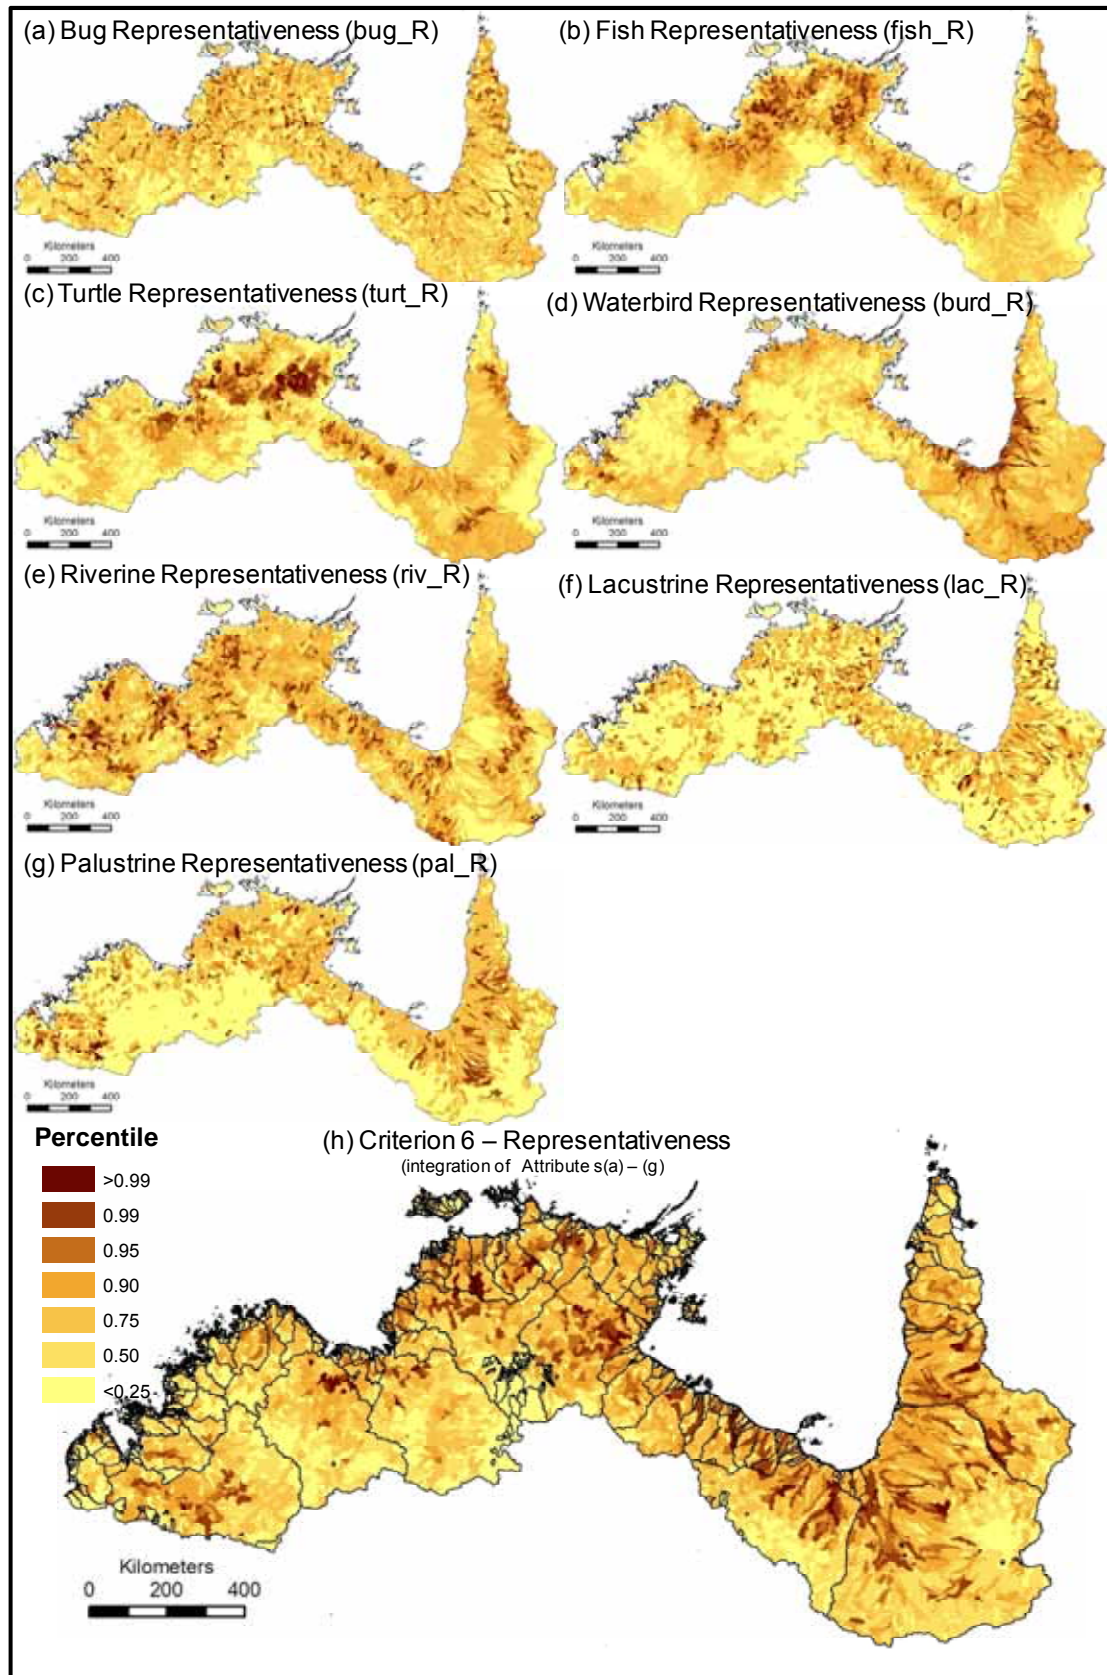 (a) Bug Representativeness (bug_R)
(b) Fish Representativeness (fish_R)
Kilometers
0 200 400
Kilometers
0 200 400
(c) Turtle Representativeness (turt_R)
(d) Waterbird Representativeness (burd_R)
Kilometers
0 200 400
Kilometers
0 200 400
(e) Riverine Representativeness (riv_R)
(f) Lacustrine Representativeness (lac_R)
Kilometers
0 200 400
Kilometers
0 200 400
(g) Palustrine Representativeness (pal_R)
Kilometers
0 200 400
(h) Criterion 6 – Representativeness
(integration of Attribute s(a) – (g)
Percentile
>0.99
0.99
0.95
0.90
0.75
0.50
<0.25
Kilometers
0 200 400